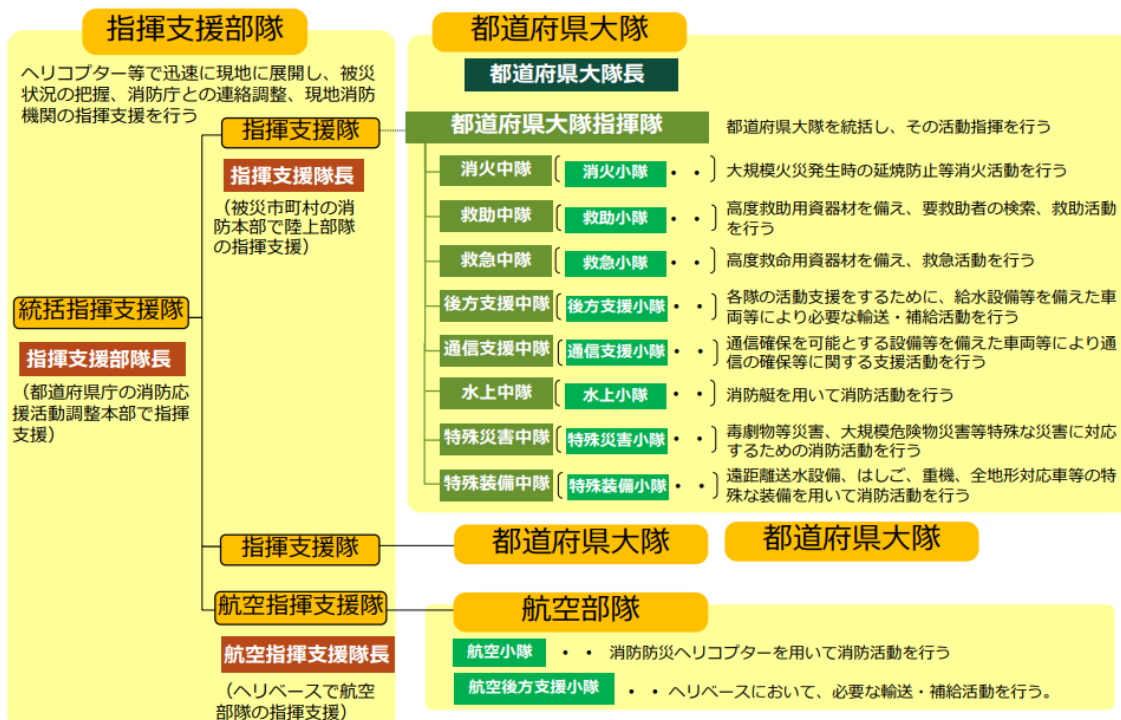 指揮支援部隊
ヘリコプター等で迅速に現地に展開し、被災
状況の把握、消防庁との連絡調整、現地消防
機関の指揮支援を行う
指揮支援隊
指揮支援隊長
（被災市町村の消
防本部で陸上部隊
の指揮支援）
統括指揮支援隊
指揮支援部隊長
（都道府県庁の消防応
援活動調整本部で指揮
支援）
指揮支援隊
航空指揮支援隊
航空指揮支援隊長
（ヘリベースで航空
部隊の指揮支援）
都道府県大隊
都道府県大隊長
都道府県大隊指揮隊 都道府県大隊を統括し、その活動指揮を行う
消火中隊 消火小隊 ・ ・ 大規模火災発生時の延焼防止等消火活動を行う
救助中隊 救助小隊 ・ ・ 高度救助用資器材を備え、要救助者の検索、救助活動
を行う
救急中隊 救急小隊 ・ ・ 高度救命用資器材を備え、救急活動を行う
後方支援中隊 後方支援小隊 ・ ・ 各隊の活動支援をするために、給水設備等を備えた車
両等により必要な輸送・補給活動を行う
通信支援中隊 通信支援小隊 ・ ・ 通信確保を可能とする設備等を備えた車両等により通
信の確保等に関する支援活動を行う
水上中隊 水上小隊 ・ ・ 消防艇を用いて消防活動を行う
特殊災害中隊 特殊災害小隊 ・ ・ 毒劇物等災害、大規模危険物災害等特殊な災害に対応
するための消防活動を行う
特殊装備中隊 特殊装備小隊 ・ ・ 遠距離送水設備、はしご、重機、全地形対応車等の特
殊な装備を用いて消防活動を行う
都道府県大隊 都道府県大隊
航空部隊
航空小隊 ・ ・ 消防防災ヘリコプターを用いて消防活動を行う
航空後方支援小隊 ・ ・ ヘリベースにおいて、必要な輸送・補給活動を行う。